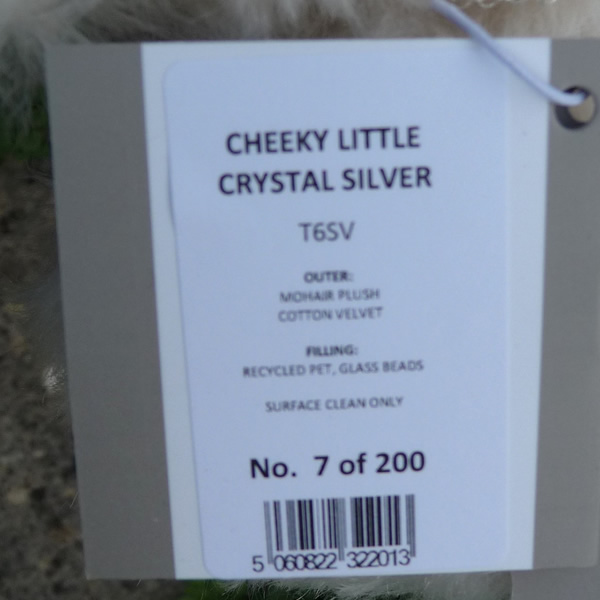 CHEEKY LITTLE
CRYSTAL SILVER
T6SV
OUTER:
MOHAIR PLUSH
COTTON VELVET
FILLING:
RECYCLED PET, GLASS BEADS
SURFACE CLEAN ONLY
No. 7 of 200
5 060822 322013